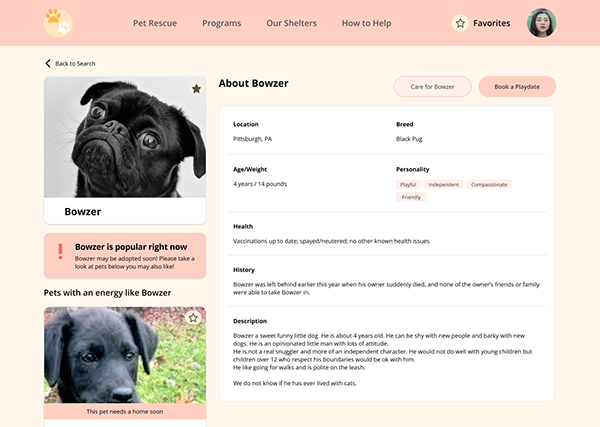 Pet Rescue Programs Our Shelters How to Help Favorites
Back to Search
Bowzer
Bowzer is popular right now
Bowzer may be adopted soon! Please take a
look at pets below you may also like!
Pets with an energy like Bowzer
This pet needs a home soon
About Bowzer
Care for Bowzer
Book a Playdate
Location
Pittsburgh, PA
Breed
Black Pug
Age/Weight
4 years / 14 pounds
Personality
Playful Independent Compassionate
Friendly
Health
Vaccinations up to date; spayed/neutered; no other known health issues
History
Bowzer was left behind earlier this year when his owner suddenly died, and none of the owner's friends or family
were able to take Bowzer in.
Description
Bowzer a sweet funny little dog. He is about 4 years old. He can be shy with new people and barky with new
dogs. He is an opinionated little man with lots of attitude.
He is not a real snuggler and more of an independent character. He would not do well with young children but
children over 12 who respect his boundaries would be ok with him.
He like going for walks and is polite on the leash.
We do not know if he has ever lived with cats.